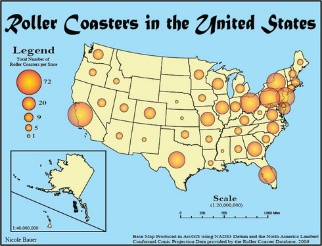 Roller Coasters in the United States
Legend
Total Number of
Roller Coasters per State
72
20
9
5
1
1:40,000,000
Scale
(1:20,000,000)
Nicole Bauer
Base Map Produced in ArcGIS using NAD83 Datum and the North America Lambert
Conformal Conic Projection Data provided by the Roller Coaster Database, 2008